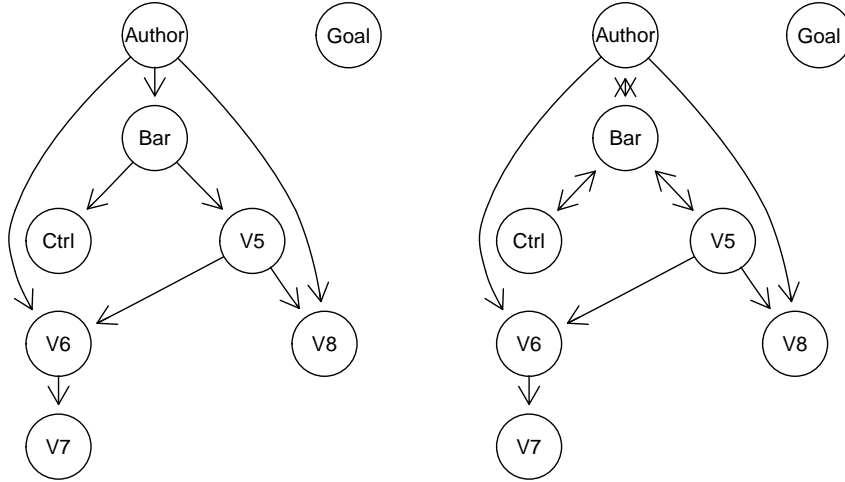 Author Goal
Bar
Ctrl V5
V6 V8
V7
Author Goal
Bar
Ctrl V5
V6 V8
V7